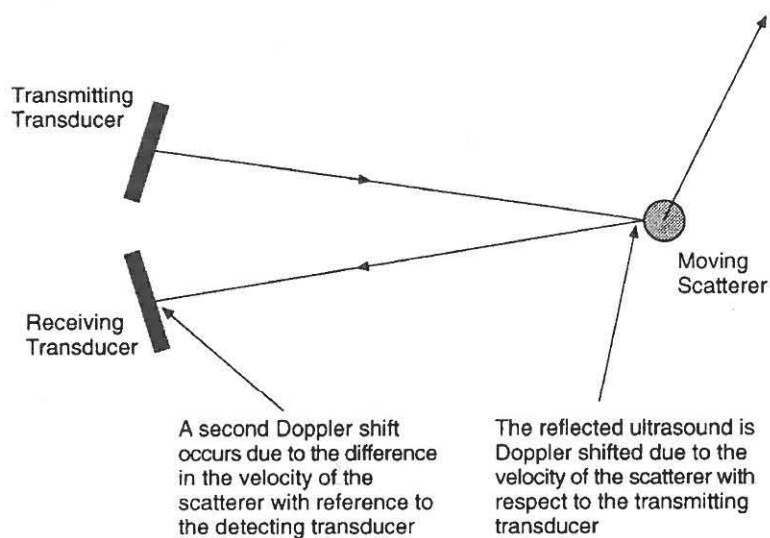 Transmitting
Transducer
Moving
Scatterer
Receiving
Transducer
A second Doppler shift
occurs due to the difference
in the velocity of the
scatterer with reference to
the detecting transducer
The reflected ultrasound is
Doppler shifted due to the
velocity of the scatterer with
respect to the transmitting
transducer